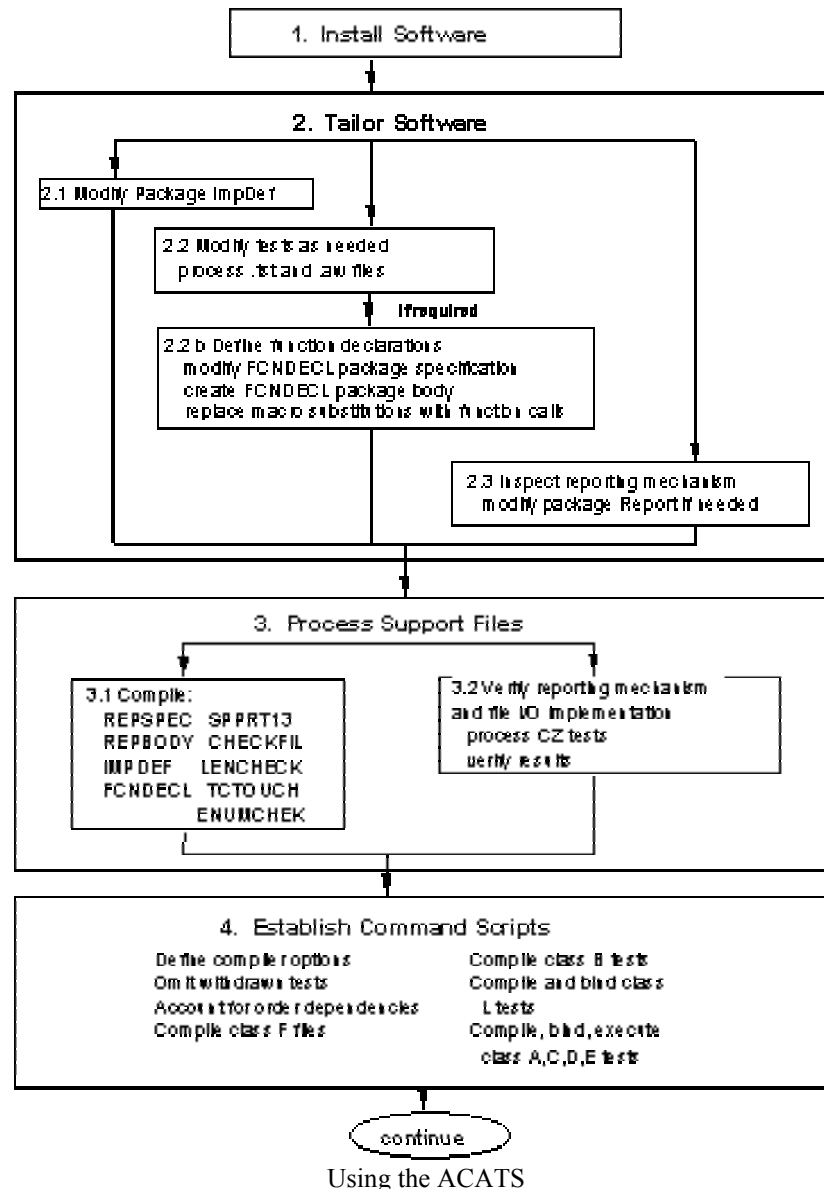 1. Install Software
2. Tailor Software
2.1 Modify Package ImpDef
2.2 Modify tests as needed
process .tst and .aw files
if required
2.2 b Define function declarations
modify FCNDECL package specification
create FCNDECL package body
replace macro substitutions with function calls
2.3 Inspect reporting mechanism
modify package Report if needed
3. Process Support Files
3.1 Compile:
REPSPEC SPPRT13
REPBODY CHECKFIL
IMPDEF LENCHECK
FCNDECL TCTOUCH
ENUMCHEK
3.2 Verify reporting mechanism
and file I/O implementation
process CZ tests
verify results
4. Establish Command Scripts
Define compiler options
Omit withdrawn tests
Account for order dependencies
Compile class F files
Compile class B tests
Compile and bind class
L tests
Compile, bind, execute
class A,C,D,E tests
continue
Using the ACATS